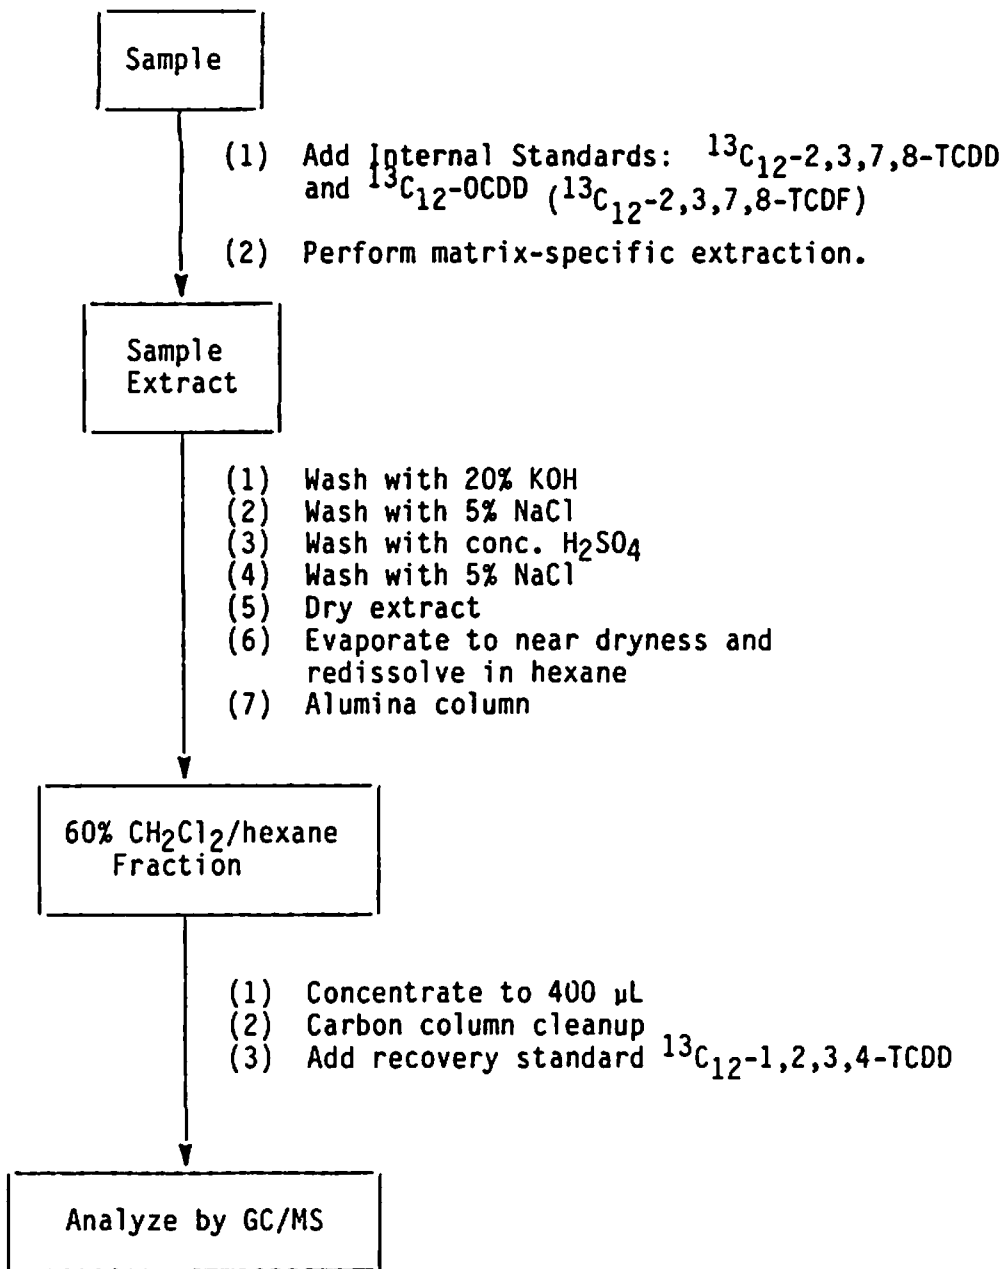 Sample
(1) Add Internal Standards: ¹³C₁₂-2,3,7,8-TCDD
and ¹³C₁₂-OCDD (¹³C₁₂-2,3,7,8-TCDF)
(2) Perform matrix-specific extraction.
Sample
Extract
(1) Wash with 20% KOH
(2) Wash with 5% NaCl
(3) Wash with conc. H₂SO₄
(4) Wash with 5% NaCl
(5) Dry extract
(6) Evaporate to near dryness and
redissolve in hexane
(7) Alumina column
60% CH₂Cl₂/hexane
Fraction
(1) Concentrate to 400 µL
(2) Carbon column cleanup
(3) Add recovery standard ¹³C₁₂-1,2,3,4-TCDD
Analyze by GC/MS